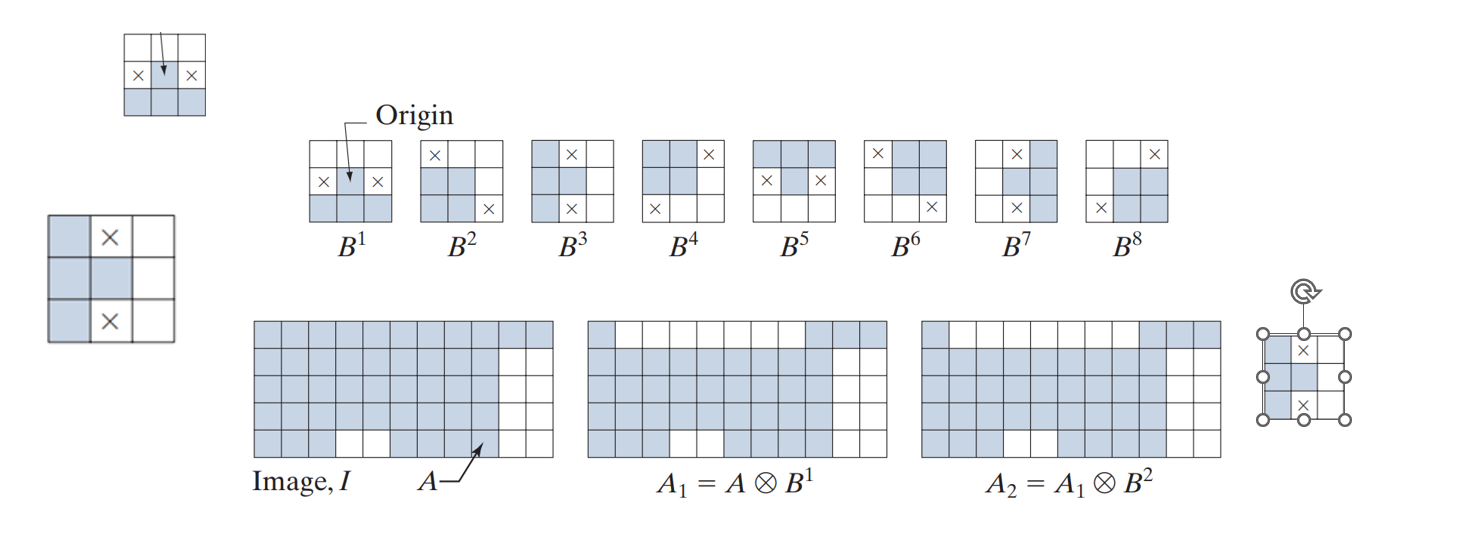 × ×
Origin
× × × × × × × × ×
× × × ×
× × × × ×
B¹ B² B³ B⁴ B⁵ B⁶ B⁷ B⁸
×
×
×
Image, I A A₁ = A ⊗ B¹ A₂ = A₁ ⊗ B²